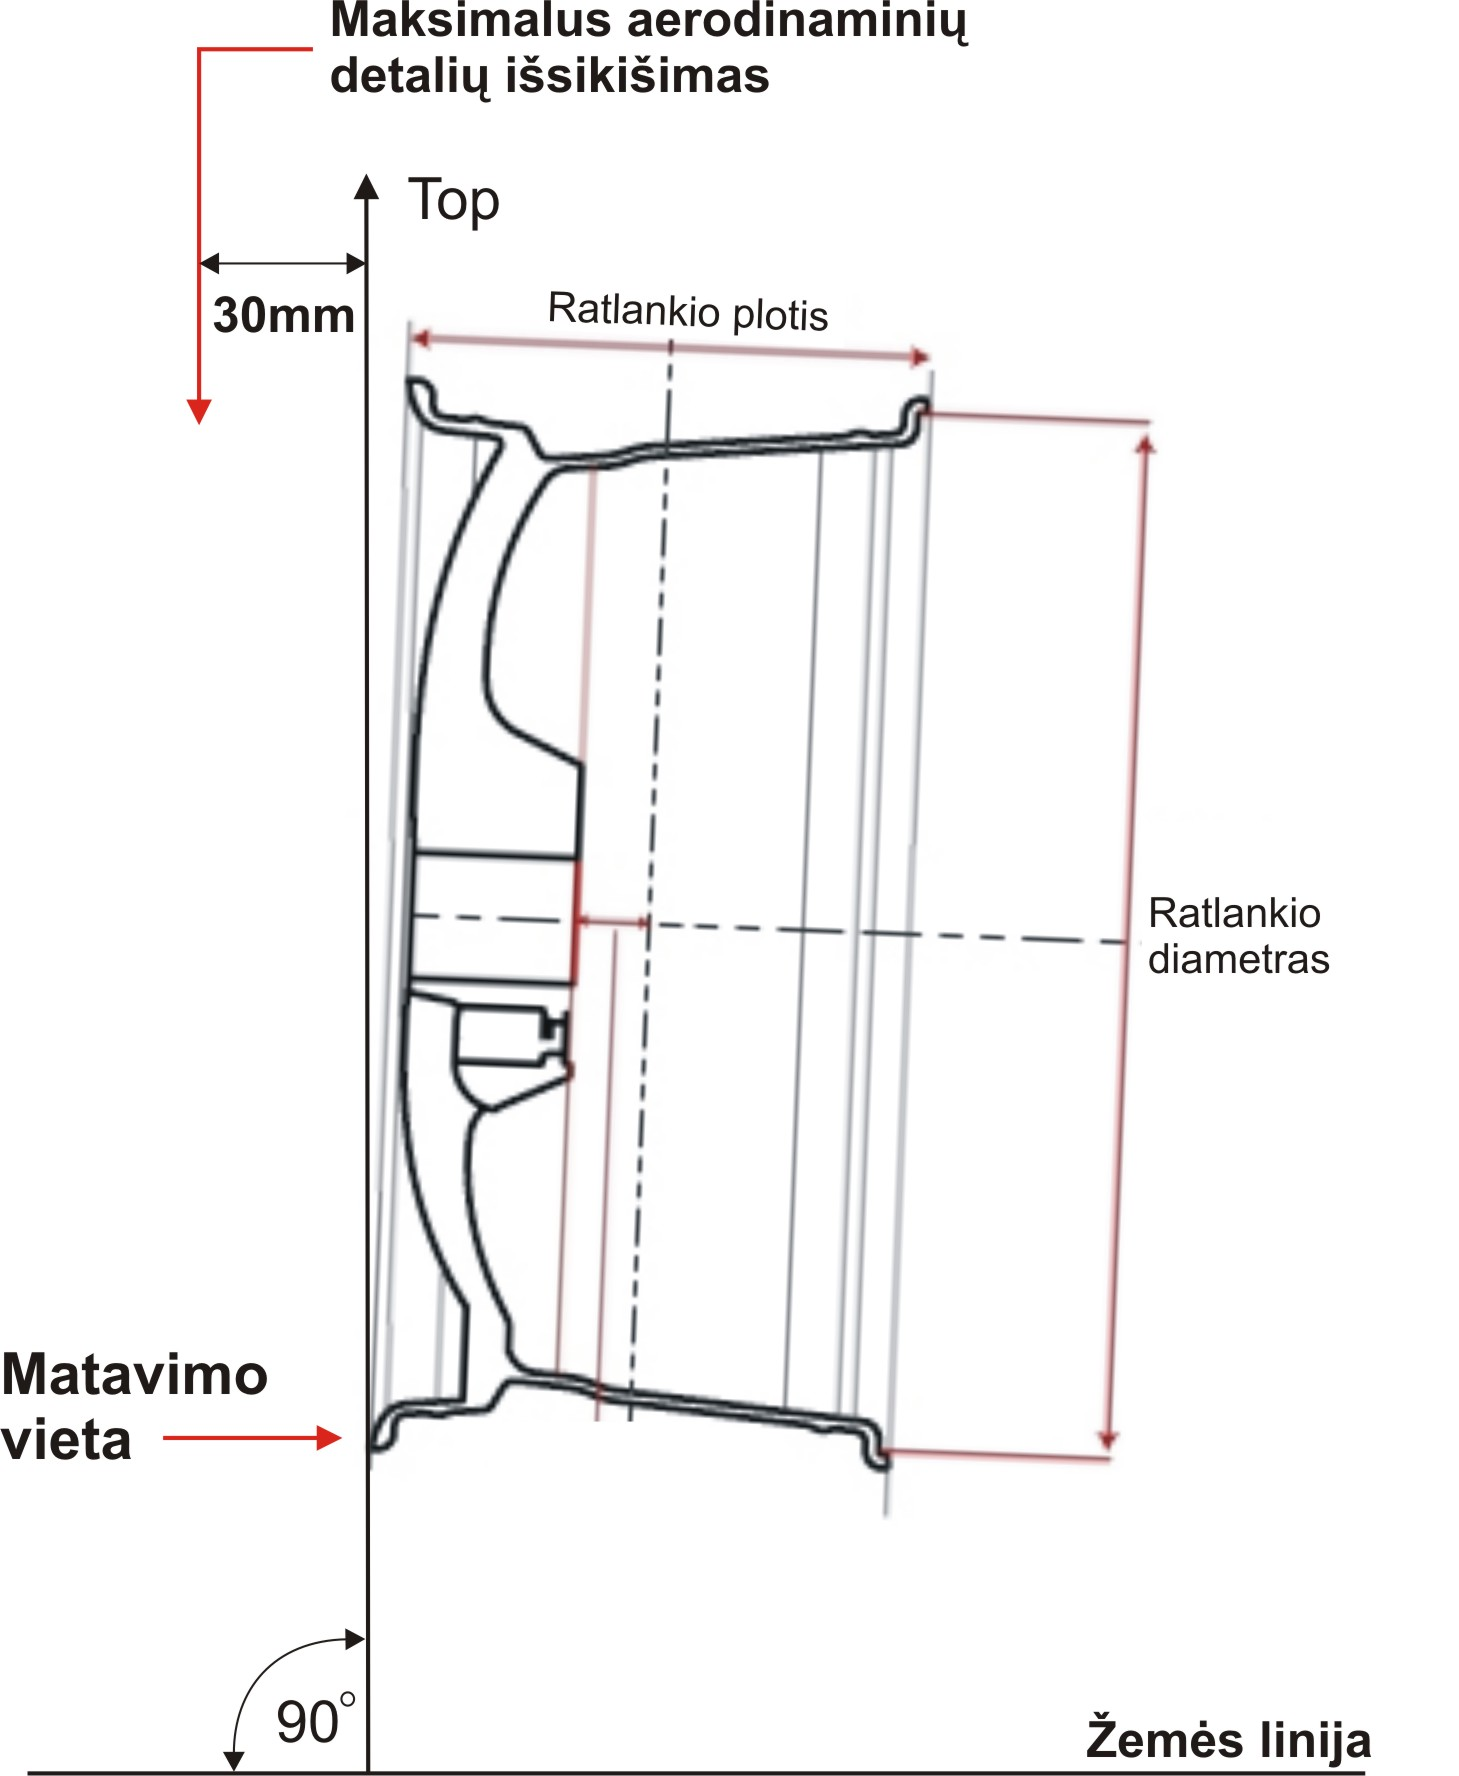 Maksimalus aerodinaminių
detalių išsikišimas
Top
30mm
Ratlankio plotis
Ratlankio
diametras
Matavimo
vieta
90°
Žemės linija